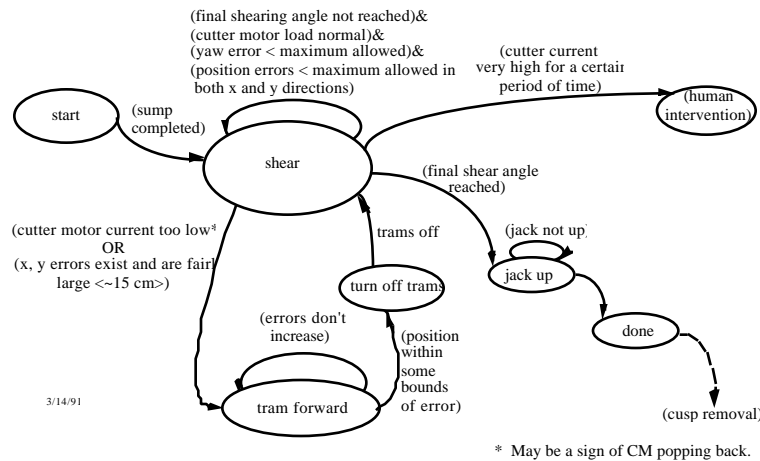 (final shearing angle not reached)&
(cutter motor load normal)&
(yaw error < maximum allowed)&
(position errors < maximum allowed in
both x and y directions)
(cutter current
very high for a certain
period of time)
(human
intervention)
start
(sump
completed)
shear
(final shear angle
reached)
(cutter motor current too low*
OR
(x, y errors exist and are fairl
large <~15 cm>)
trams off
(jack not up)
jack up
turn off trams
(errors don't
increase)
(position
within
some
bounds
of error)
done
tram forward
3/14/91
(cusp removal)
* May be a sign of CM popping back.